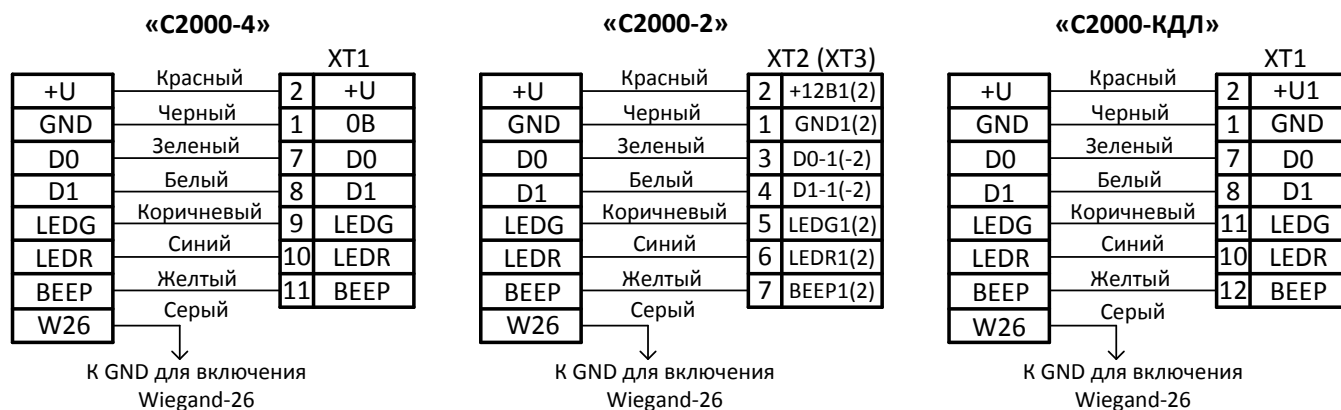 «С2000-4»
XT1
+U Красный 2 +U
GND Черный 1 0В
D0 Зеленый 7 D0
D1 Белый 8 D1
LEDG Коричневый 9 LEDG
LEDR Синий 10 LEDR
BEEP Желтый 11 BEEP
W26 Серый
К GND для включения
Wiegand-26
«С2000-2»
XT2 (XT3)
+U Красный 2 +12В1(2)
GND Черный 1 GND1(2)
D0 Зеленый 3 D0-1(-2)
D1 Белый 4 D1-1(-2)
LEDG Коричневый 5 LEDG1(2)
LEDR Синий 6 LEDR1(2)
BEEP Желтый 7 BEEP1(2)
W26 Серый
К GND для включения
Wiegand-26
«С2000-КДЛ»
XT1
+U Красный 2 +U1
GND Черный 1 GND
D0 Зеленый 7 D0
D1 Белый 8 D1
LEDG Коричневый 11 LEDG
LEDR Синий 10 LEDR
BEEP Желтый 12 BEEP
W26 Серый
К GND для включения
Wiegand-26